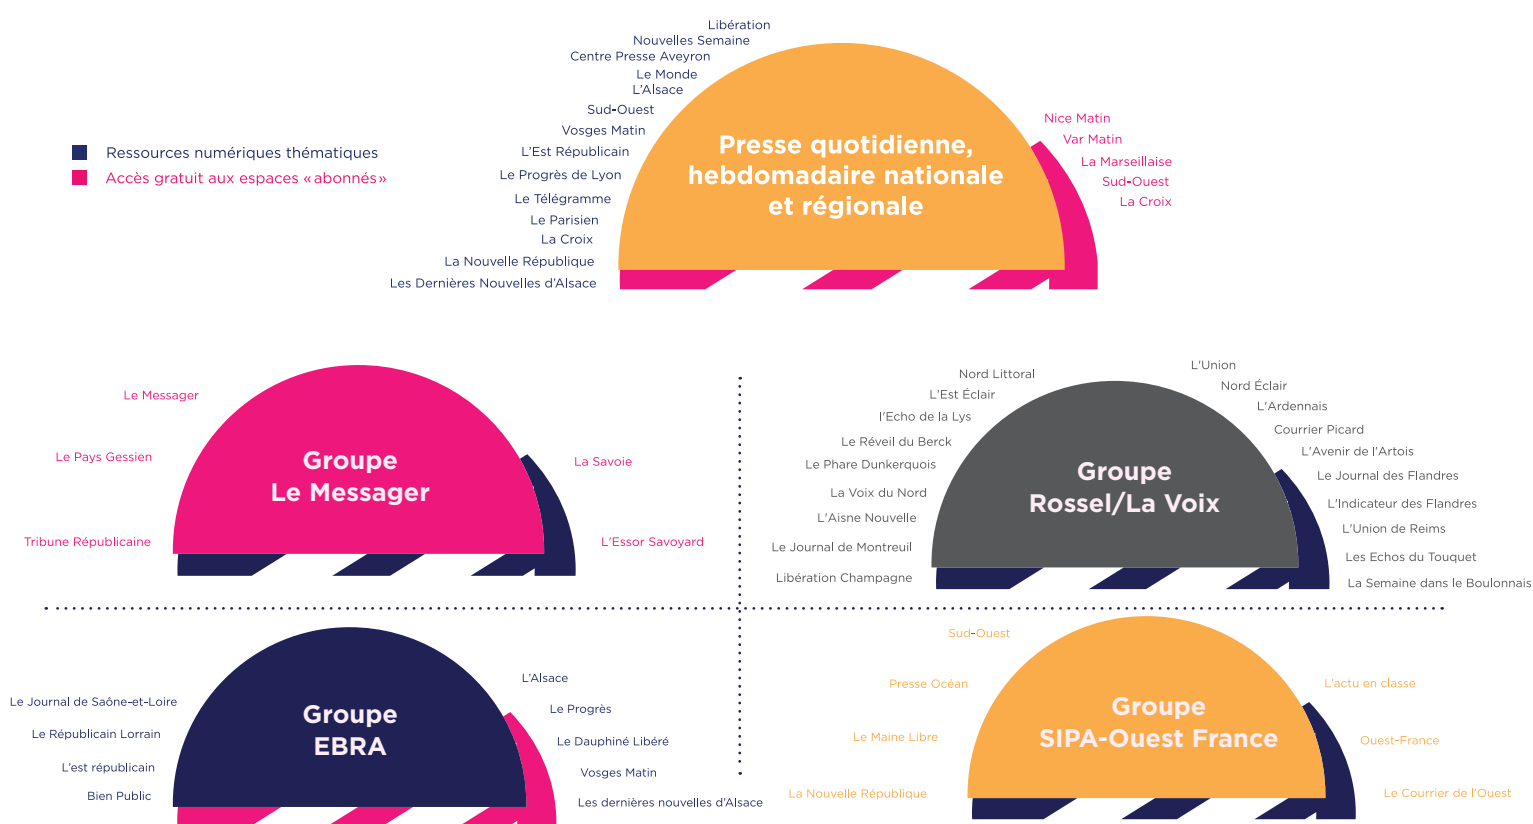 Libération
Nouvelles Semaine
Centre Presse Aveyron
Le Monde
L'Alsace
Sud-Ouest
Vosges Matin
L'Est Républicain
Le Progrès de Lyon
Le Télégramme
Le Parisien
La Croix
La Nouvelle République
Les Dernières Nouvelles d'Alsace
Ressources numériques thématiques
Accès gratuit aux espaces « abonnés »
Presse quotidienne,
hebdomadaire nationale
et régionale
Nice Matin
Var Matin
La Marseillaise
Sud-Ouest
La Croix
Le Messager
Le Pays Gessien
Tribune Républicaine
Groupe
Le Messager
La Savoie
L'Essor Savoyard
Nord Littoral
L'Est Éclair
l'Echo de la Lys
Le Réveil du Berck
Le Phare Dunkerquois
La Voix du Nord
L'Aisne Nouvelle
Le Journal de Montreuil
Libération Champagne
Groupe
Rossel/La Voix
L'Union
Nord Éclair
L'Ardennais
Courrier Picard
L'Avenir de l'Artois
Le Journal des Flandres
L'Indicateur des Flandres
L'Union de Reims
Les Echos du Touquet
La Semaine dans le Boulonnais
Le Journal de Saône-et-Loire
Le Républicain Lorrain
L'est républicain
Bien Public
Groupe
EBRA
L'Alsace
Le Progrès
Le Dauphiné Libéré
Vosges Matin
Les dernières nouvelles d'Alsace
Sud-Ouest
Presse Océan
Le Maine Libre
La Nouvelle République
Groupe
SIPA-Ouest France
L'actu en classe
Ouest-France
Le Courrier de l'Ouest